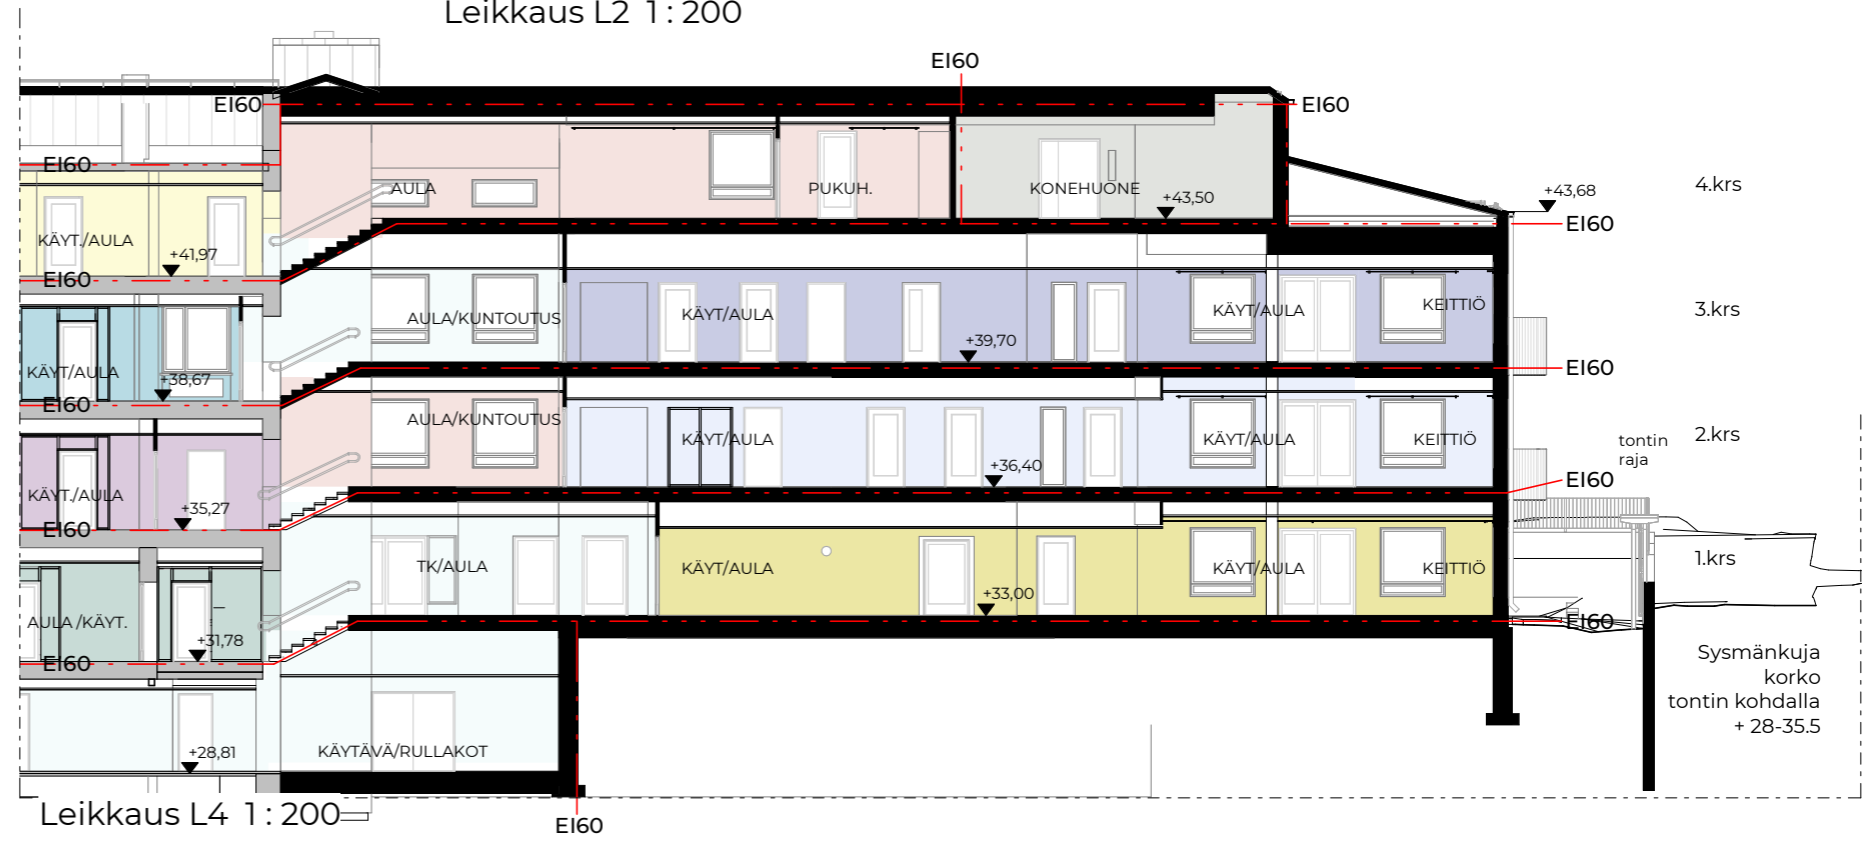 Leikkaus L2 1 : 200
EI60
EI60
EI60
EI60
AULA
PUKUH.
KONEHUONE
+43,50
+43,68
4.krs
EI60
KÄYT./AULA
+41,97
EI60
AULA/KUNTOUTUS
KÄYT/AULA
KÄYT/AULA
KEITTIÖ
3.krs
+39,70
KÄYT/AULA
+38,67
EI60
EI60
AULA/KUNTOUTUS
KÄYT/AULA
KÄYT/AULA
KEITTIÖ
tontin
raja
2.krs
+36,40
EI60
KÄYT./AULA
+35,27
EI60
TK/AULA
KÄYT/AULA
KÄYT/AULA
KEITTIÖ
1.krs
+33,00
AULA /KÄYT.
EI60
+31,78
EI60
Sysmänkuja
korko
tontin kohdalla
+ 28-35.5
+28,81
KÄYTÄVÄ/RULLAKOT
Leikkaus L4 1 : 200
EI60